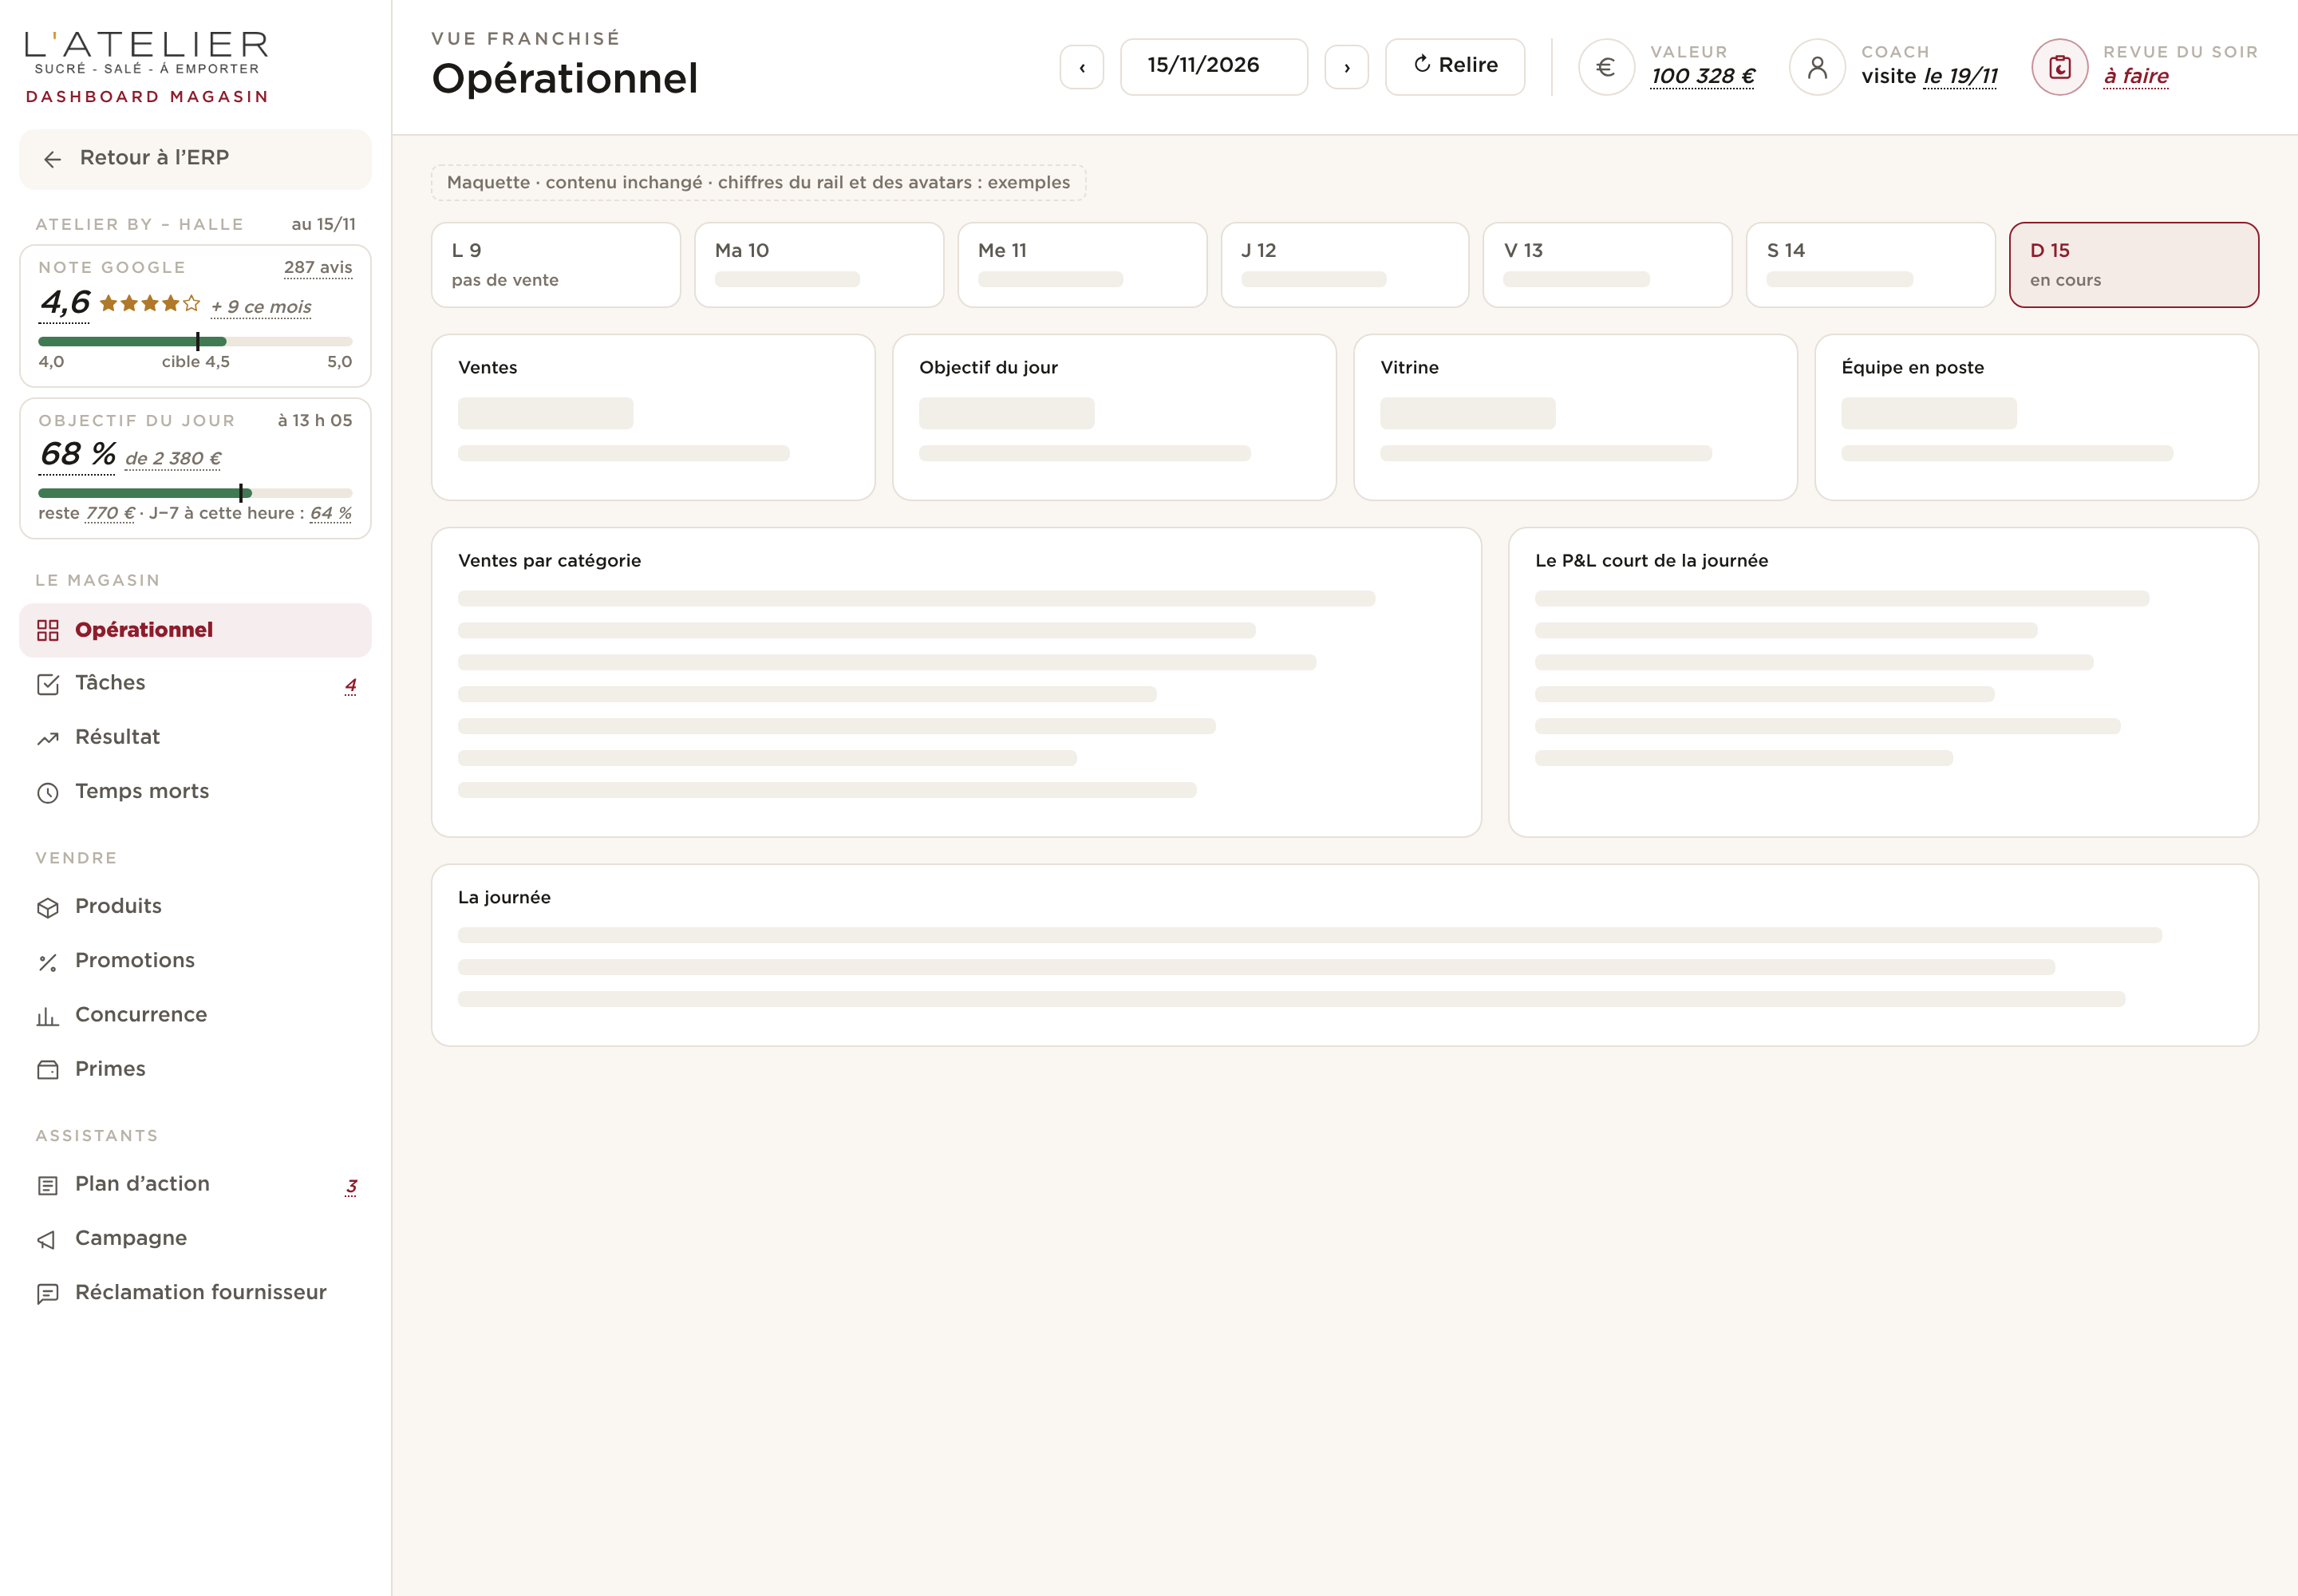 L'ATELIER
SUCRÉ - SALÉ - À EMPORTER
DASHBOARD MAGASIN
Retour à l’ERP
ATELIER BY – HALLE au 15/11
NOTE GOOGLE 287 avis
4,6 + 9 ce mois
4,0 cible 4,5 5,0
OBJECTIF DU JOUR à 13 h 05
68 % de 2 380 €
reste 770 € · J−7 à cette heure : 64 %
LE MAGASIN
Opérationnel
Tâches 4
Résultat
Temps morts
VENDRE
Produits
Promotions
Concurrence
Primes
ASSISTANTS
Plan d’action 3
Campagne
Réclamation fournisseur
VUE FRANCHISÉ
Opérationnel
‹ 15/11/2026 › ↻ Relire
VALEUR
100 328 €
COACH
visite le 19/11
REVUE DU SOIR
à faire
Maquette · contenu inchangé · chiffres du rail et des avatars : exemples
L 9
pas de vente
Ma 10
Me 11
J 12
V 13
S 14
D 15
en cours
Ventes
Objectif du jour
Vitrine
Équipe en poste
Ventes par catégorie
Le P&L court de la journée
La journée